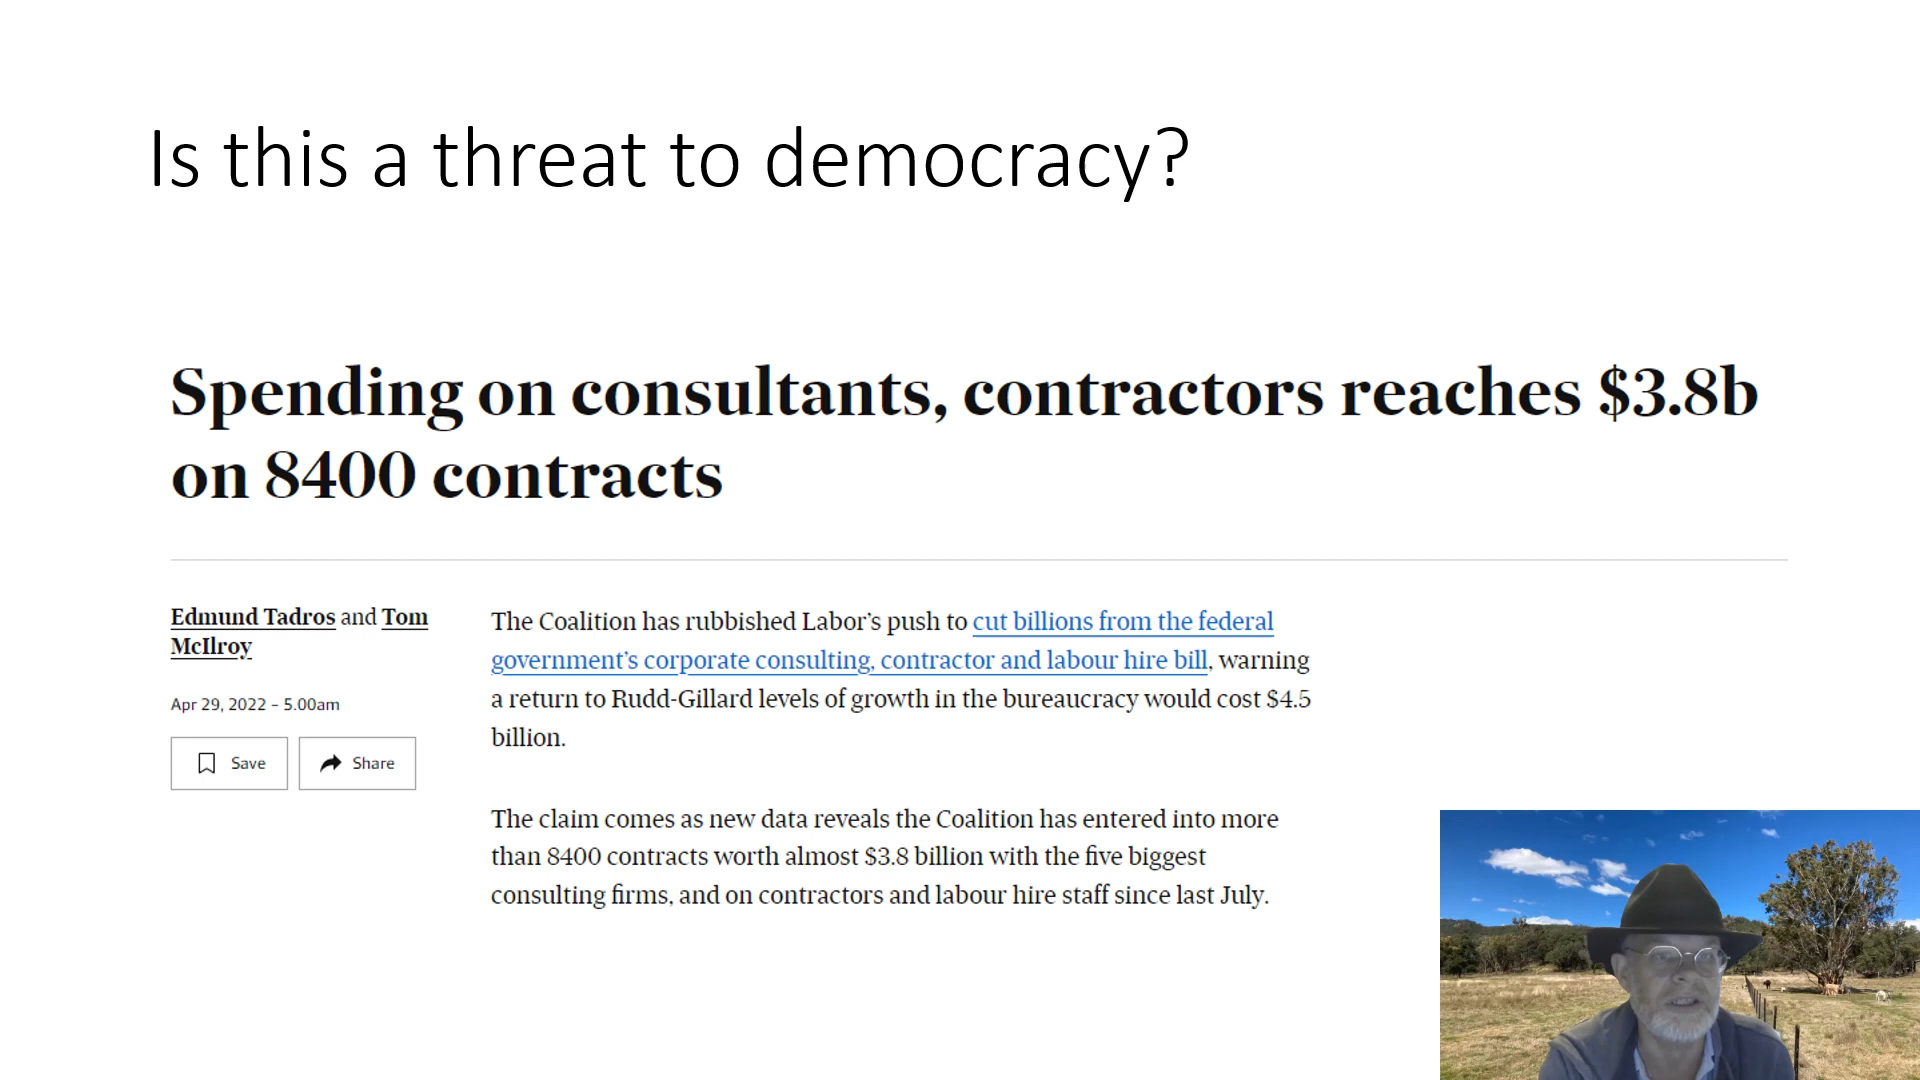 Is this a threat to democracy?
Spending on consultants, contractors reaches $3.8b
on 8400 contracts
Edmund Tadros and Tom
McIlroy
Apr 29, 2022 – 5.00am
Save
Share
The Coalition has rubbished Labor’s push to cut billions from the federal
government’s corporate consulting, contractor and labour hire bill, warning
a return to Rudd-Gillard levels of growth in the bureaucracy would cost $4.5
billion.
The claim comes as new data reveals the Coalition has entered into more
than 8400 contracts worth almost $3.8 billion with the five biggest
consulting firms, and on contractors and labour hire staff since last July.